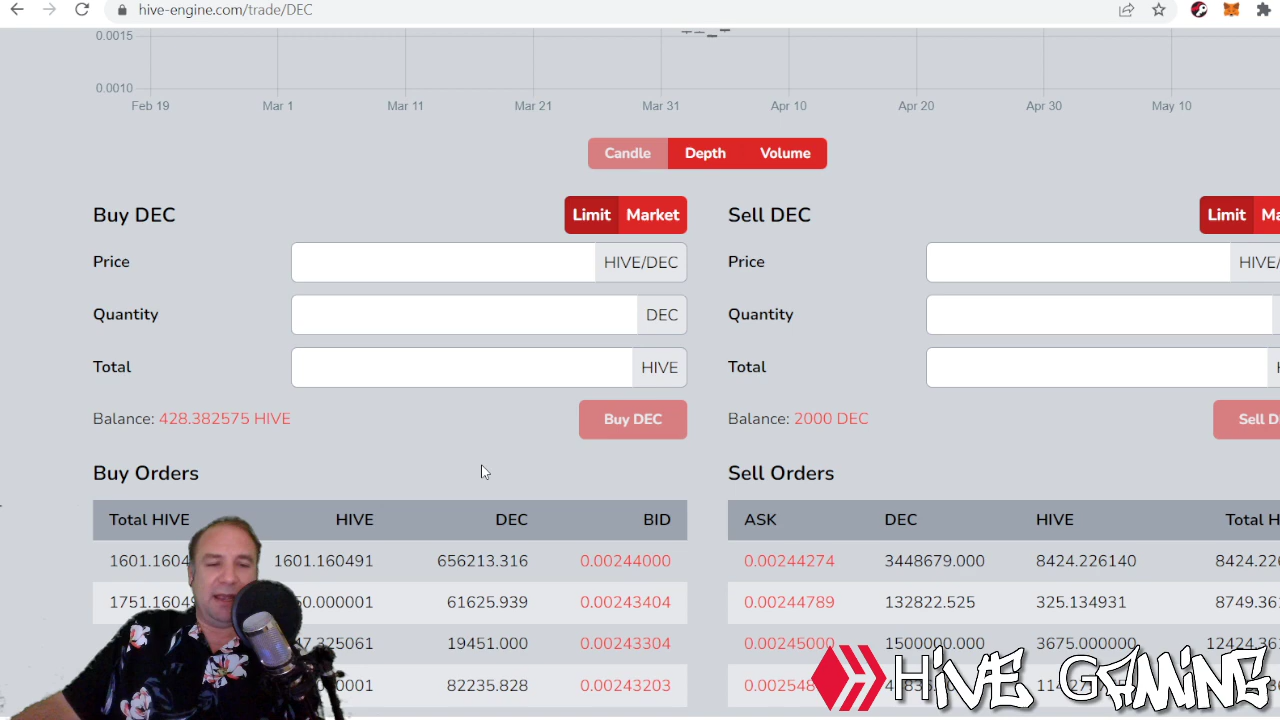 hive-engine.com/trade/DEC
0.0015
0.0010
Feb 19 Mar 1 Mar 11 Mar 21 Mar 31 Apr 10 Apr 20 Apr 30 May 10
Candle Depth Volume
Buy DEC Limit Market
Price HIVE/DEC
Quantity DEC
Total HIVE
Balance: 428.382575 HIVE Buy DEC
Buy Orders
Total HIVE HIVE DEC BID
1601.160491 656213.316 0.00244000
61625.939 0.00243404
19451.000 0.00243304
82235.828 0.00243203
Sell DEC Limit
Price
Quantity
Total
Balance: 2000 DEC Sell
Sell Orders
ASK DEC HIVE Total
0.00244274 3448679.000 8424.226140
0.00244789 132822.525 325.134931
0.00245000 1500000.000 3675.000000
HIVE GAMING